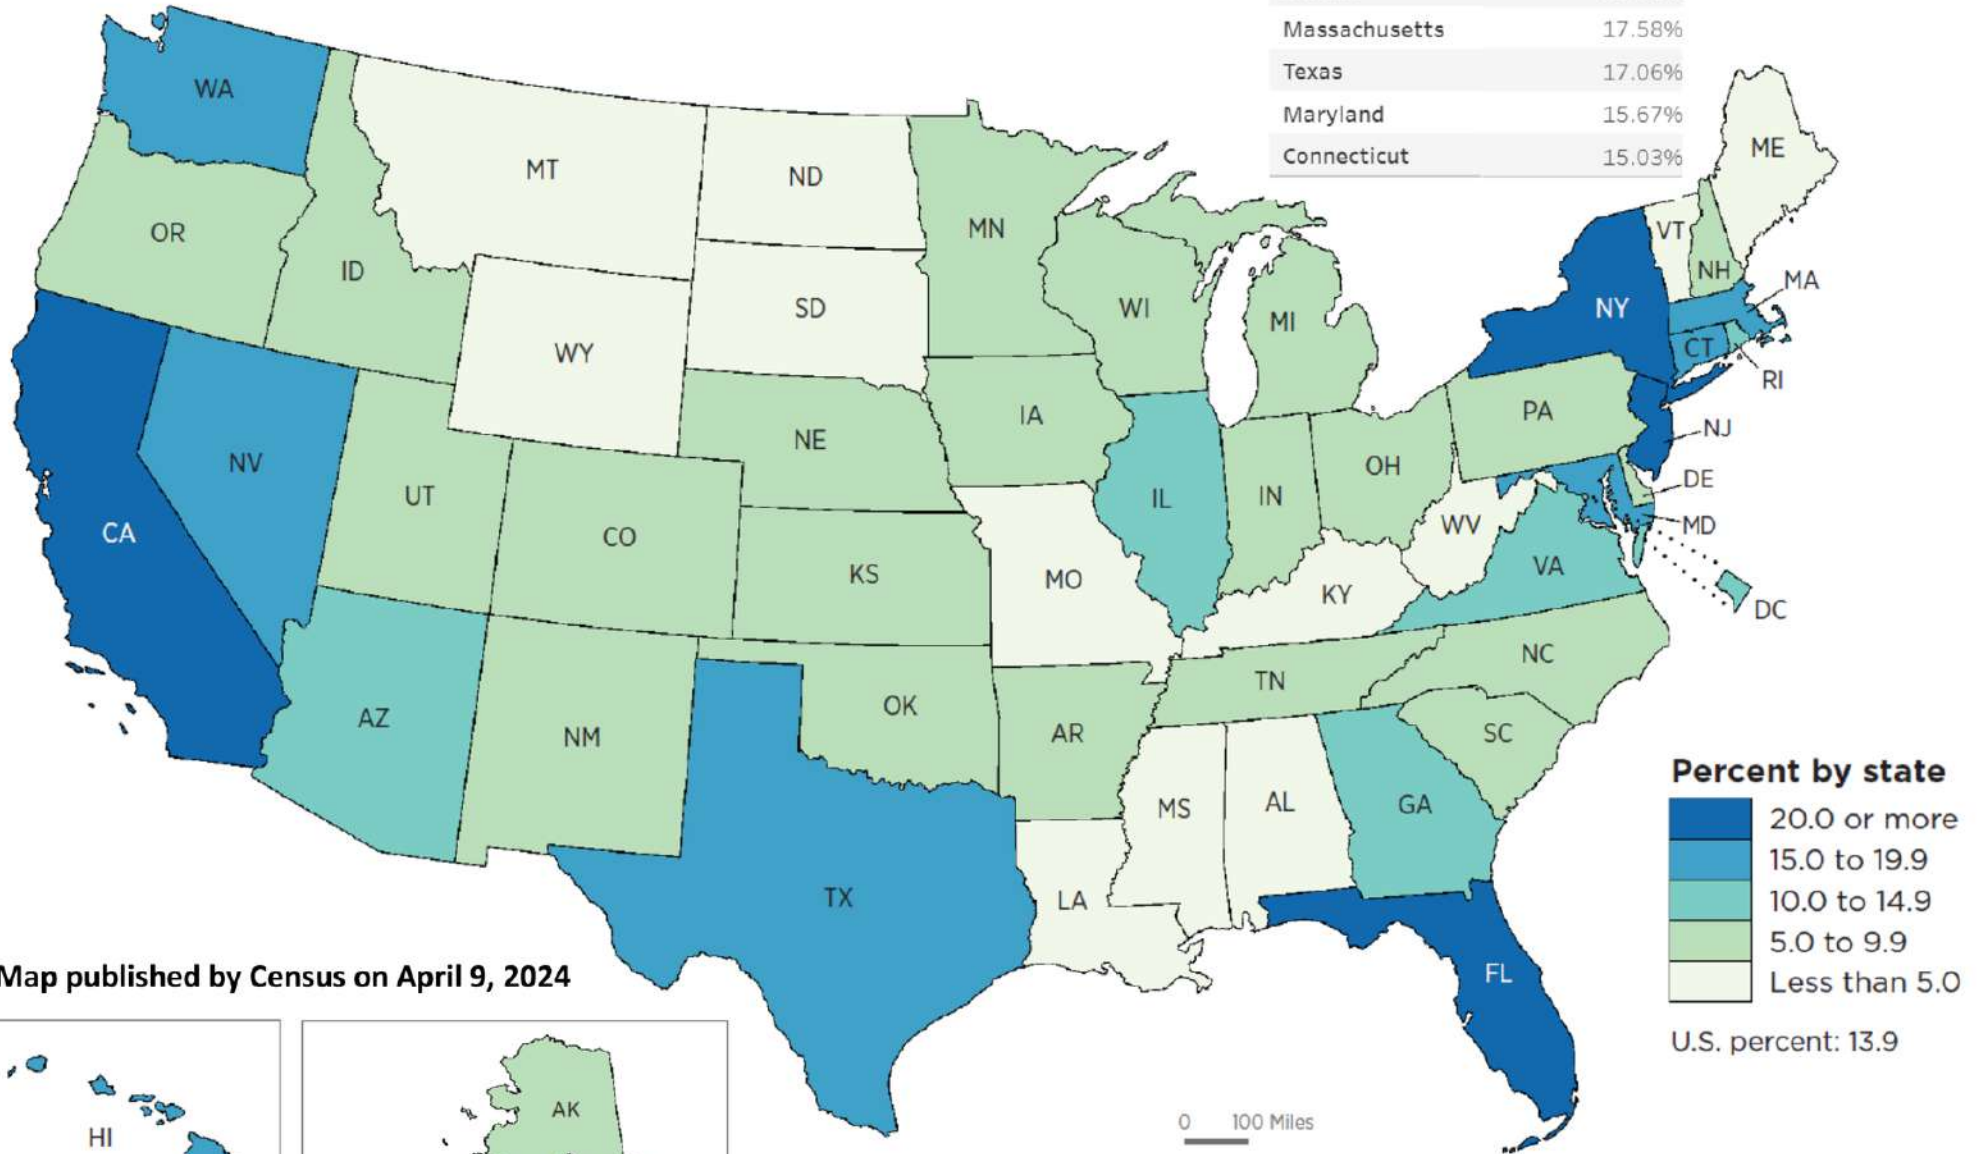 Massachusetts 17.58%
Texas 17.06%
Maryland 15.67%
Connecticut 15.03%
WA
MT
ND
MN
ME
OR
ID
SD
WI
MI
VT
NH
MA
NY
CT
RI
WY
NV
NE
IA
PA
NJ
UT
CO
IL
IN
OH
DE
CA
KS
MO
WV
MD
VA
KY
DC
AZ
NM
OK
AR
TN
NC
SC
MS
AL
GA
TX
LA
FL
Percent by state
20.0 or more
15.0 to 19.9
10.0 to 14.9
5.0 to 9.9
Less than 5.0
U.S. percent: 13.9
Map published by Census on April 9, 2024
HI
AK
0 100 Miles